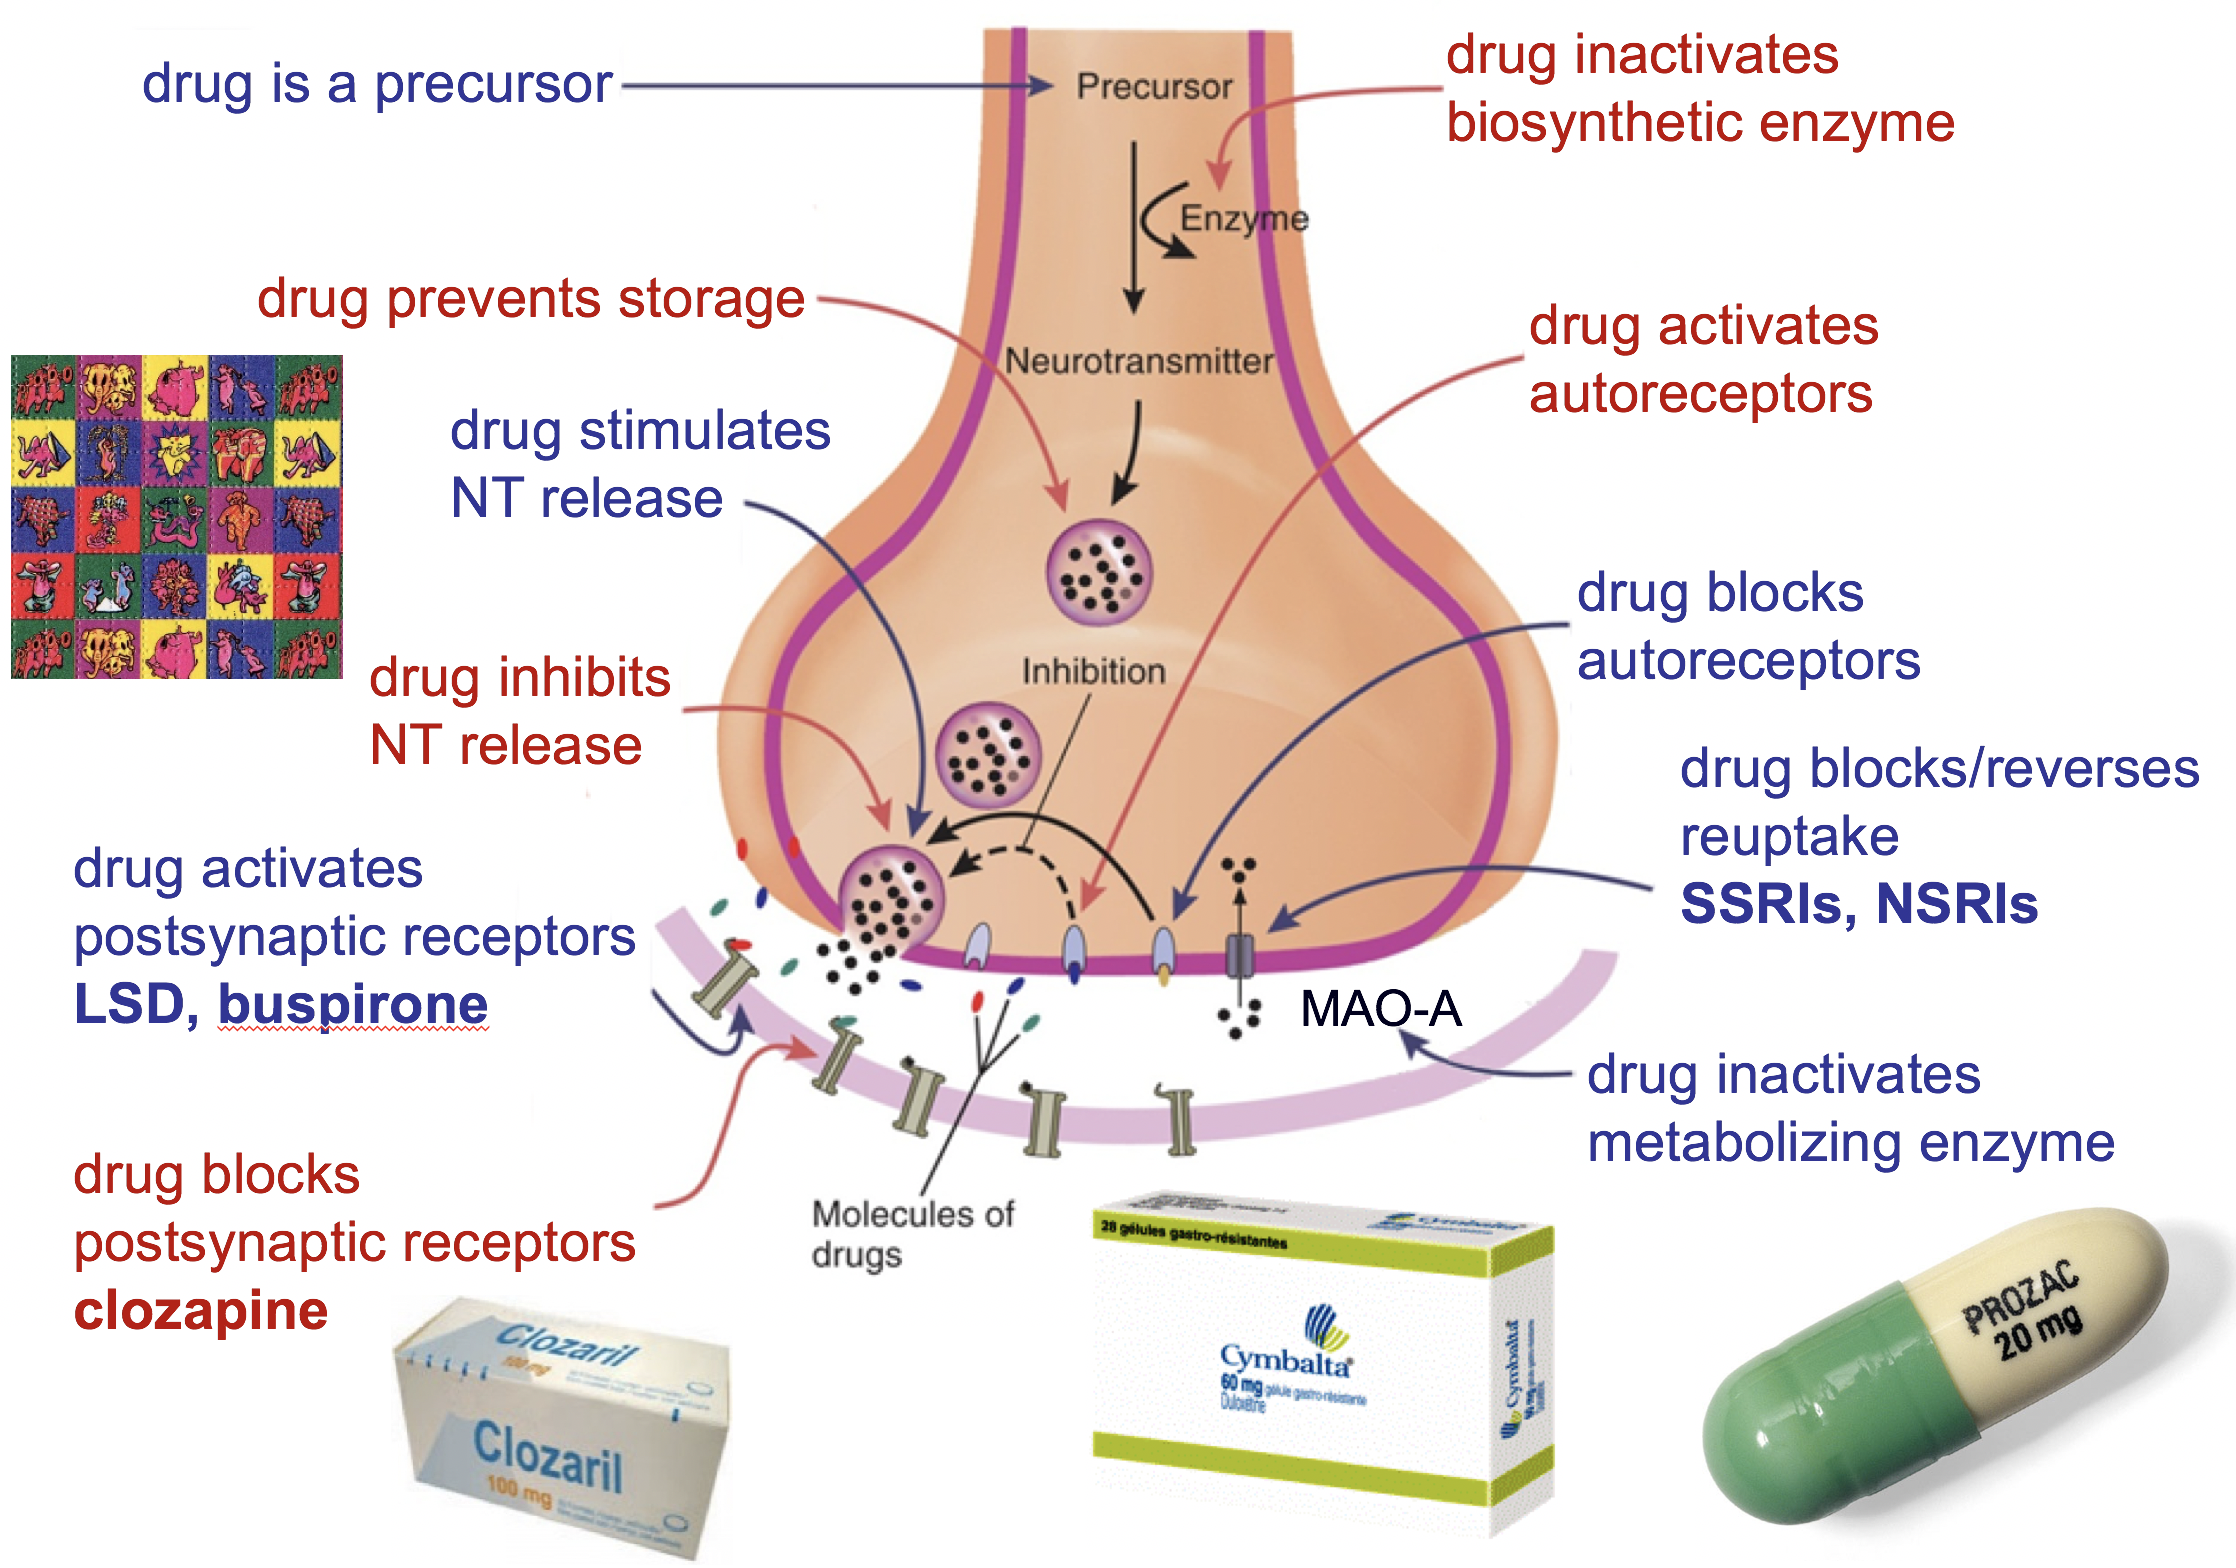 drug is a precursor
Precursor
drug inactivates
biosynthetic enzyme
Enzyme
drug prevents storage
drug activates
autoreceptors
Neurotransmitter
drug stimulates
NT release
drug blocks
autoreceptors
Inhibition
drug inhibits
NT release
drug blocks/reverses
reuptake
SSRIs, NSRIs
drug activates
postsynaptic receptors
LSD, buspirone
MAO-A
drug inactivates
metabolizing enzyme
drug blocks
postsynaptic receptors
clozapine
Molecules of
drugs
Clozaril
100 mg
Clozaril
100 mg
Cymbalta
28 gélules gastro-résistantes
Cymbalta
60 mg gélule gastro-résistante
Duloxétine
Cymbalta
60 mg
PROZAC
20 mg